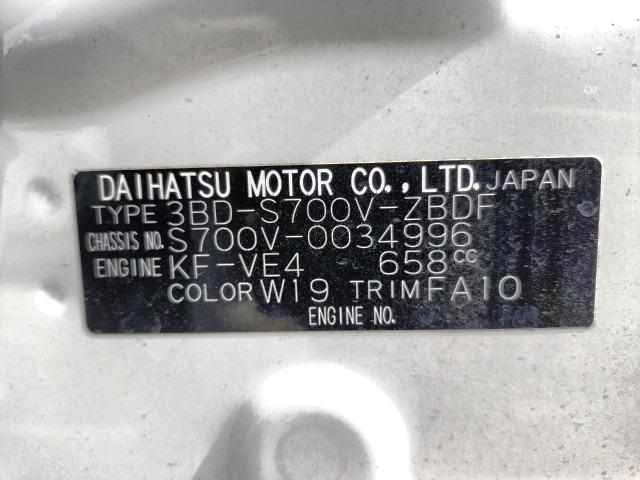 DAIHATSU MOTOR CO., LTD. JAPAN
TYPE 3BD-S700V-ZBDF
CHASSIS NO. S700V-0034996
ENGINE KF-VE4 658CC
COLOR W19 TRIM FA10
ENGINE NO.